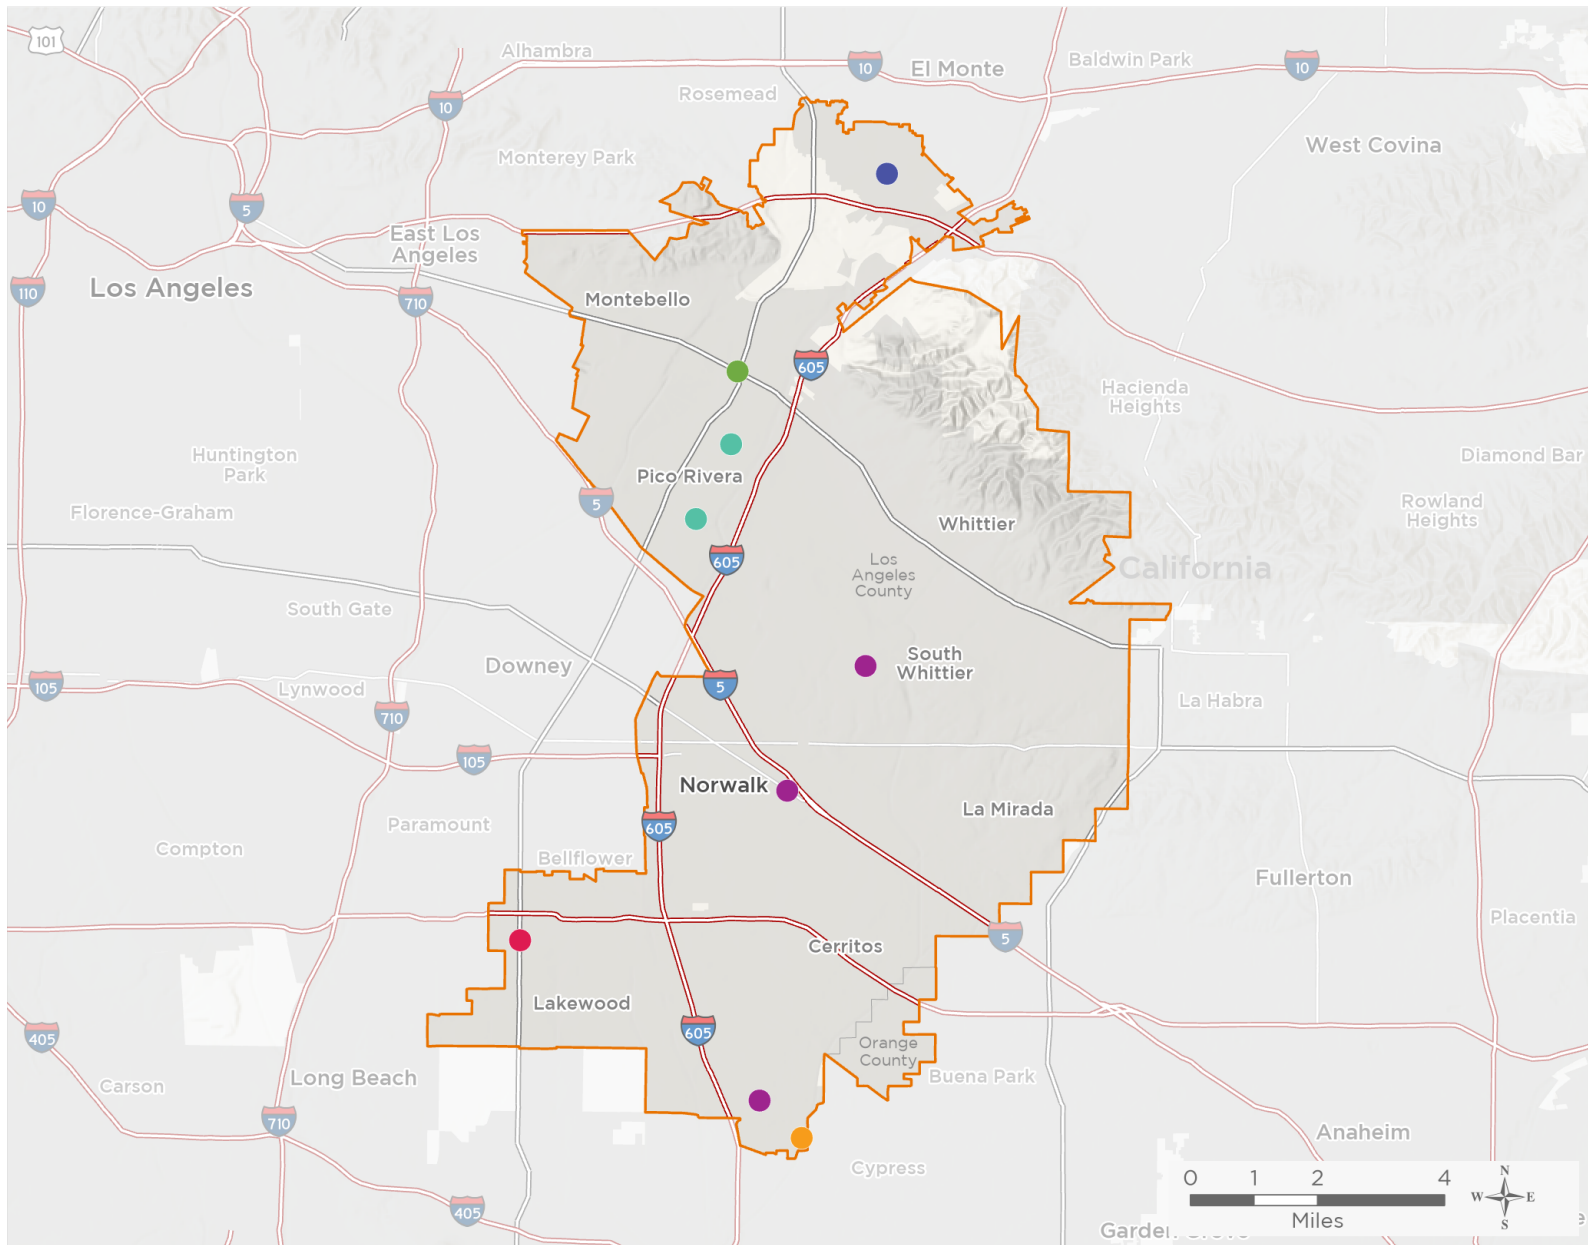 101
Alhambra
10
El Monte
Baldwin Park
10
Rosemead
10
West Covina
Monterey Park
10
5
East Los
Angeles
Los Angeles
110
710
Montebello
605
Hacienda
Heights
Huntington
Park
Pico Rivera
Diamond Bar
5
Florence-Graham
Rowland
Heights
Whittier
605
Los
Angeles
County
California
South Gate
Downey
South
Whittier
105
Lynwood
5
La Habra
710
105
Norwalk
La Mirada
605
Paramount
Compton
Bellflower
Fullerton
Placentia
5
Cerritos
Lakewood
605
405
Orange
County
Long Beach
Carson
Buena Park
710
Anaheim
Cypress
0 1 2 4
Miles
N
W E
S
405
Garden